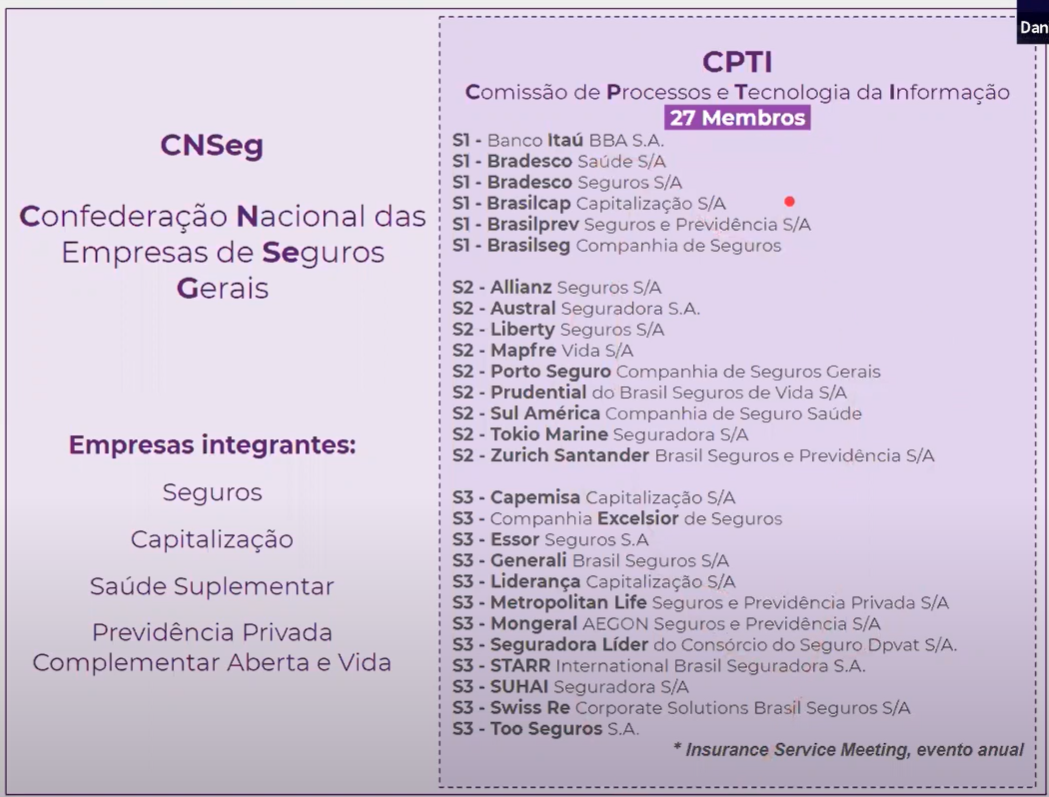 Dan
CNSeg
Confederação Nacional das
Empresas de Seguros
Gerais
Empresas integrantes:
Seguros
Capitalização
Saúde Suplementar
Previdência Privada
Complementar Aberta e Vida
CPTI
Comissão de Processos e Tecnologia da Informação
27 Membros
S1 - Banco Itaú BBA S.A.
S1 - Bradesco Saúde S/A
S1 - Bradesco Seguros S/A
S1 - Brasilcap Capitalização S/A
S1 - Brasilprev Seguros e Previdência S/A
S1 - Brasilseg Companhia de Seguros
S2 - Allianz Seguros S/A
S2 - Austral Seguradora S.A.
S2 - Liberty Seguros S/A
S2 - Mapfre Vida S/A
S2 - Porto Seguro Companhia de Seguros Gerais
S2 - Prudential do Brasil Seguros de Vida S/A
S2 - Sul América Companhia de Seguro Saúde
S2 - Tokio Marine Seguradora S/A
S2 - Zurich Santander Brasil Seguros e Previdência S/A
S3 - Capemisa Capitalização S/A
S3 - Companhia Excelsior de Seguros
S3 - Essor Seguros S.A
S3 - Generali Brasil Seguros S/A
S3 - Liderança Capitalização S/A
S3 - Metropolitan Life Seguros e Previdência Privada S/A
S3 - Mongeral AEGON Seguros e Previdência S/A
S3 - Seguradora Líder do Consórcio do Seguro Dpvat S/A.
S3 - STARR International Brasil Seguradora S.A.
S3 - SUHAI Seguradora S/A
S3 - Swiss Re Corporate Solutions Brasil Seguros S/A
S3 - Too Seguros S.A.
* Insurance Service Meeting, evento anual